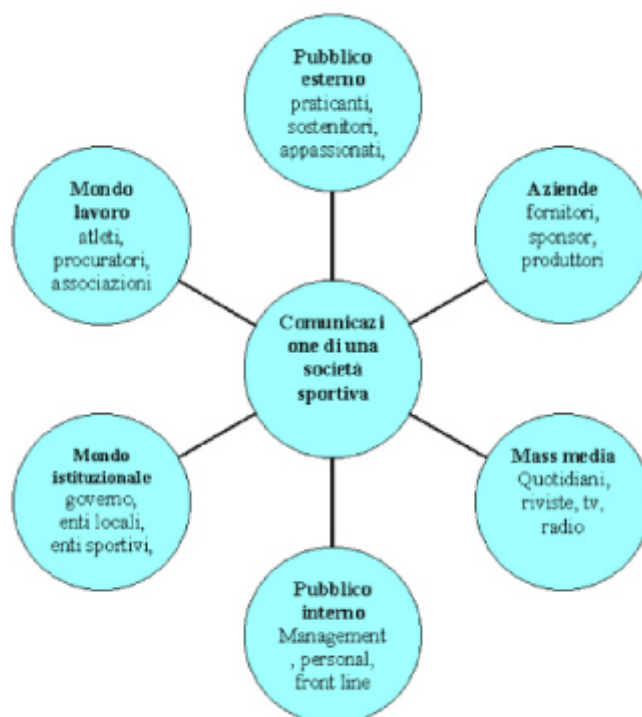 Pubblico
esterno
praticanti,
sostenitori,
appassionati,
Mondo
lavoro
atleti,
procuratori,
associazioni
Aziende
fornitori,
sponsor,
produttori
Comunicazi
one di una
società
sportiva
Mondo
istituzionale
governo,
enti locali,
enti sportivi,
Mass media
Quotidiani,
riviste, tv,
radio
Pubblico
interno
Management
, personal,
front line